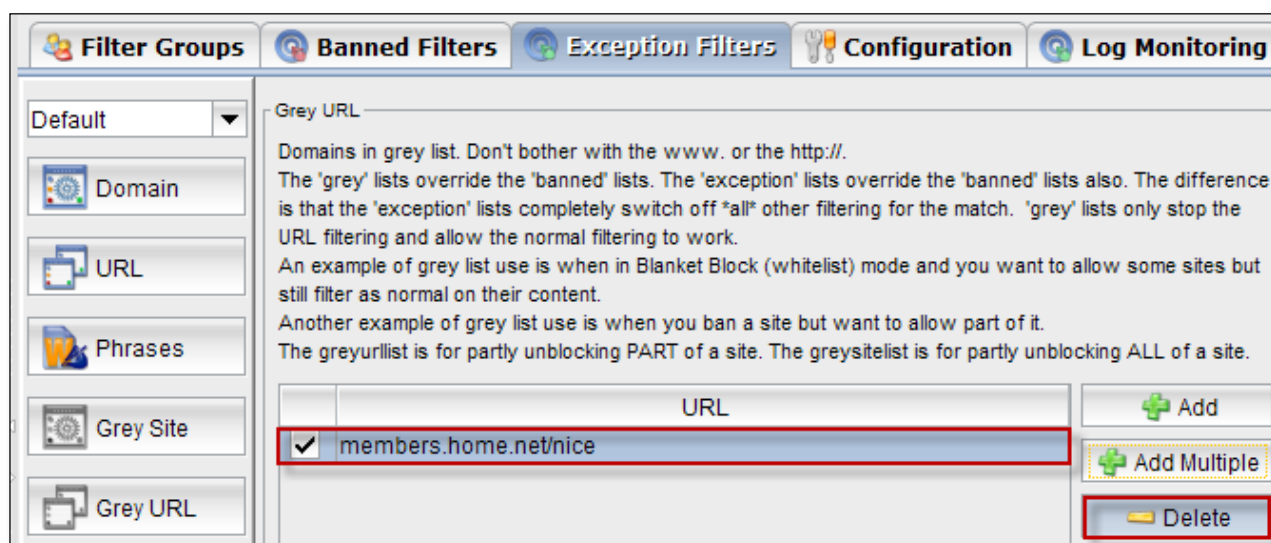 Filter Groups Banned Filters Exception Filters Configuration Log Monitoring
Default
Domain
URL
Phrases
Grey Site
Grey URL
Grey URL
Domains in grey list. Don't bother with the www. or the http://.
The 'grey' lists override the 'banned' lists. The 'exception' lists override the 'banned' lists also. The difference
is that the 'exception' lists completely switch off *all* other filtering for the match. 'grey' lists only stop the
URL filtering and allow the normal filtering to work.
An example of grey list use is when in Blanket Block (whitelist) mode and you want to allow some sites but
still filter as normal on their content.
Another example of grey list use is when you ban a site but want to allow part of it.
The greyurllist is for partly unblocking PART of a site. The greysitelist is for partly unblocking ALL of a site.
URL
members.home.net/nice
Add
Add Multiple
Delete